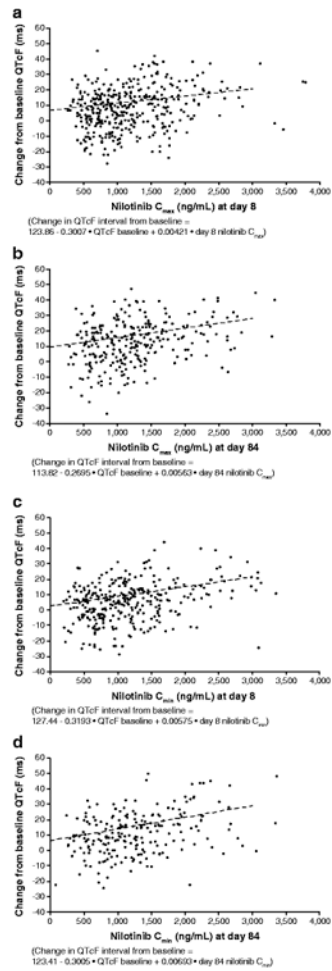 a
Change from baseline QTcF (ms)
60
50
40
30
20
10
0
-10
-20
-30
-40
0 500 1,000 1,500 2,000 2,500 3,000 3,500 4,000
Nilotinib Cmax (ng/mL) at day 8
(Change in QTcF interval from baseline =
123.86 - 0.3007 • QTcF baseline + 0.00421 • day 8 nilotinib Cmax)
b
Change from baseline QTcF (ms)
60
50
40
30
20
10
0
-10
-20
-30
-40
0 500 1,000 1,500 2,000 2,500 3,000 3,500 4,000
Nilotinib Cmax (ng/mL) at day 84
(Change in QTcF interval from baseline =
113.82 - 0.2695 • QTcF baseline + 0.00563 • day 84 nilotinib Cmax)
c
Change from baseline QTcF (ms)
60
50
40
30
20
10
0
-10
-20
-30
-40
0 500 1,000 1,500 2,000 2,500 3,000 3,500 4,000
Nilotinib Cmin (ng/mL) at day 8
(Change in QTcF interval from baseline =
127.44 - 0.3193 • QTcF baseline + 0.00575 • day 8 nilotinib Cmin)
d
Change from baseline QTcF (ms)
60
50
40
30
20
10
0
-10
-20
-30
-40
0 500 1,000 1,500 2,000 2,500 3,000 3,500 4,000
Nilotinib Cmin (ng/mL) at day 84
(Change in QTcF interval from baseline =
123.41 - 0.3005 • QTcF baseline + 0.00693 • day 84 nilotinib Cmin)